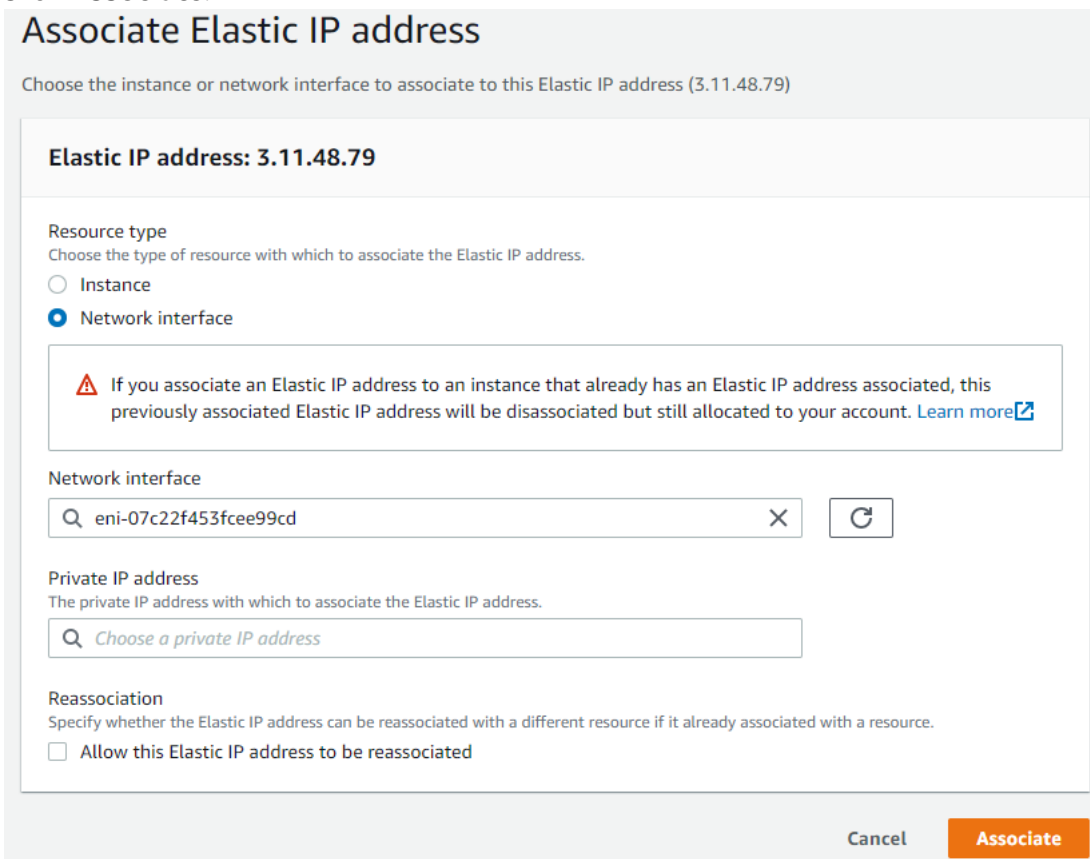 Associate Elastic IP address
Choose the instance or network interface to associate to this Elastic IP address (3.11.48.79)
Elastic IP address: 3.11.48.79
Resource type
Choose the type of resource with which to associate the Elastic IP address.
Instance
Network interface
If you associate an Elastic IP address to an instance that already has an Elastic IP address associated, this
previously associated Elastic IP address will be disassociated but still allocated to your account. Learn more
Network interface
eni-07c22f453fcee99cd
Private IP address
The private IP address with which to associate the Elastic IP address.
Choose a private IP address
Reassociation
Specify whether the Elastic IP address can be reassociated with a different resource if it already associated with a resource.
Allow this Elastic IP address to be reassociated
Cancel
Associate